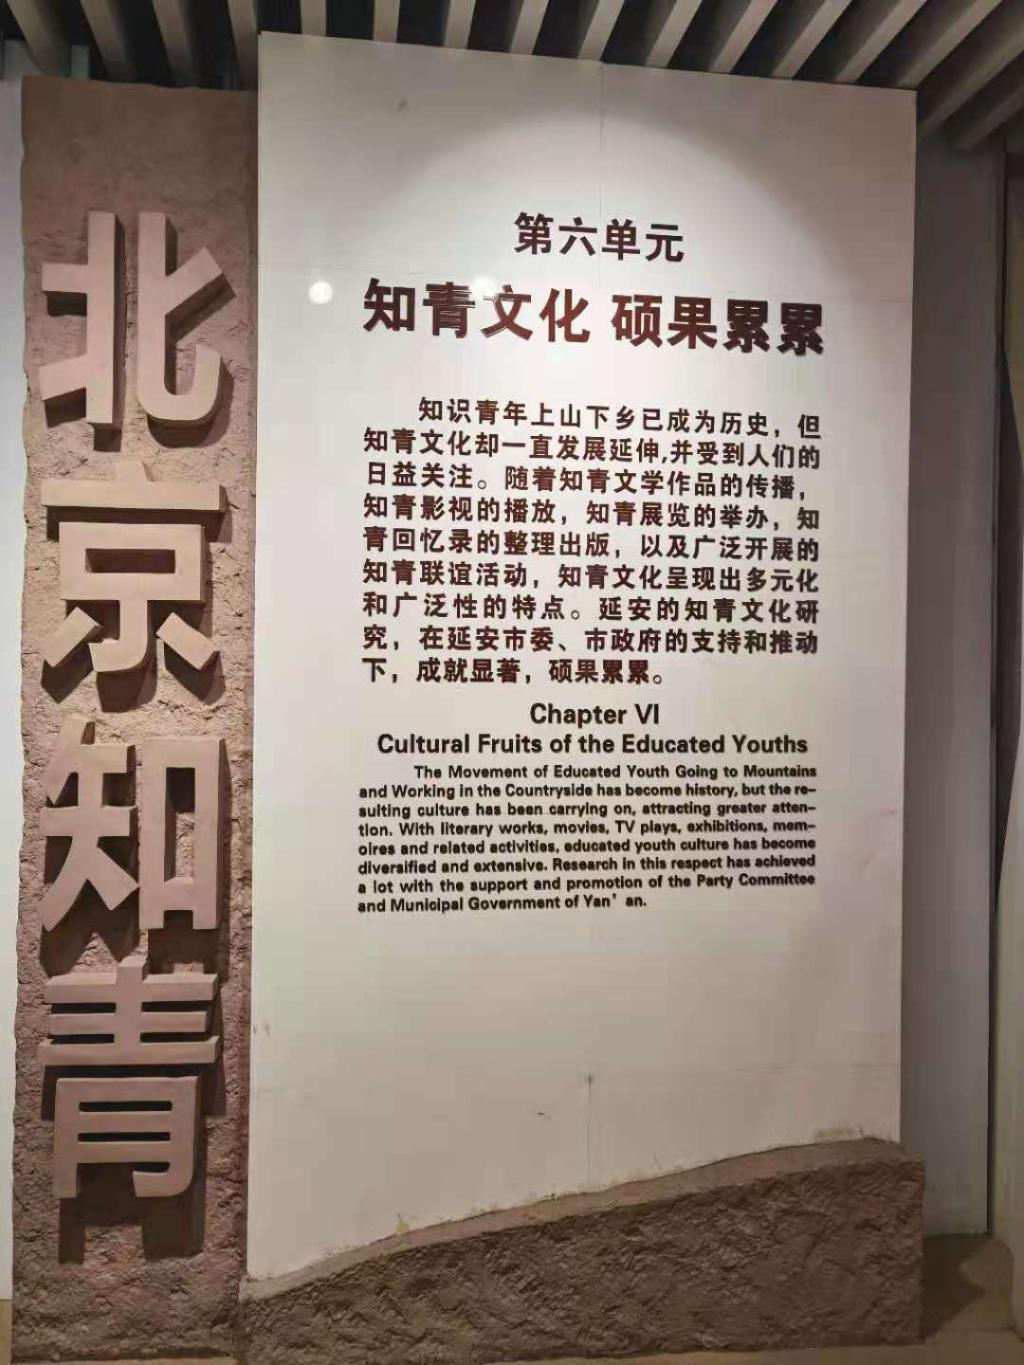 北京知青
第六单元
知青文化 硕果累累
知识青年上山下乡已成为历史，但
知青文化却一直发展延伸,并受到人们的
日益关注。随着知青文学作品的传播，
知青影视的播放，知青展览的举办，知
青回忆录的整理出版，以及广泛开展的
知青联谊活动，知青文化呈现出多元化
和广泛性的特点。延安的知青文化研
究，在延安市委、市政府的支持和推动
下，成就显著，硕果累累。
Chapter VI
Cultural Fruits of the Educated Youths
The Movement of Educated Youth Going to Mountains
and Working in the Countryside has become history, but the re-
sulting culture has been carrying on, attracting greater atten-
tion. With literary works, movies, TV plays, exhibitions, mem-
oires and related activities, educated youth culture has become
diversified and extensive. Research in this respect has achieved
a lot with the support and promotion of the Party Committee
and Municipal Government of Yan’an.